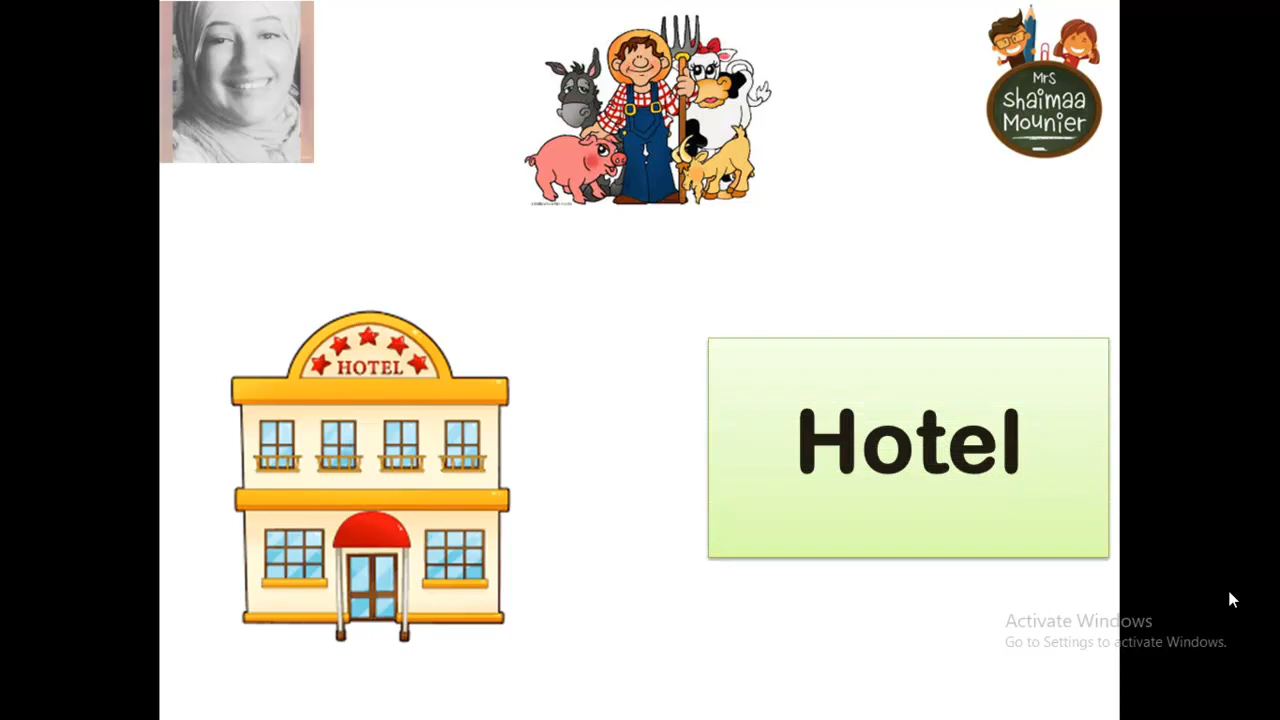 Mrs
Shaimaa
Mounier
HOTEL
Hotel
Activate Windows
Go to Settings to activate Windows.